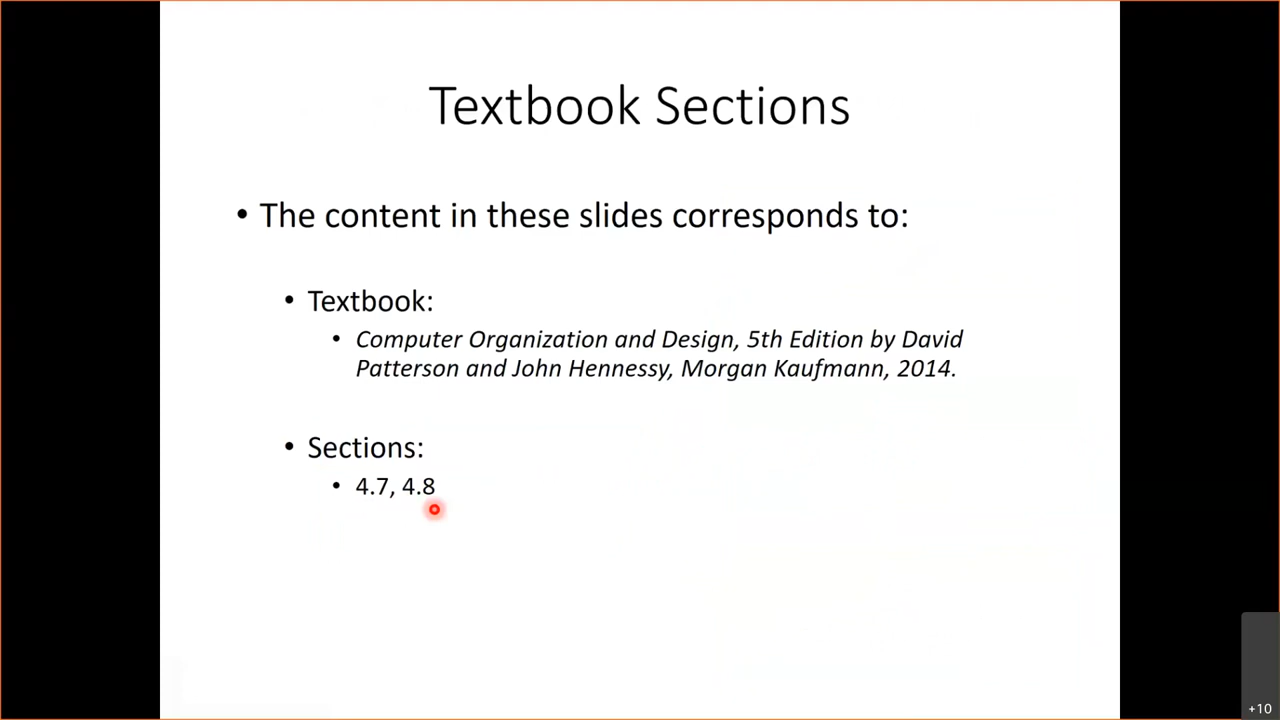 Textbook Sections
• The content in these slides corresponds to:
• Textbook:
• Computer Organization and Design, 5th Edition by David
Patterson and John Hennessy, Morgan Kaufmann, 2014.
• Sections:
• 4.7, 4.8
+10